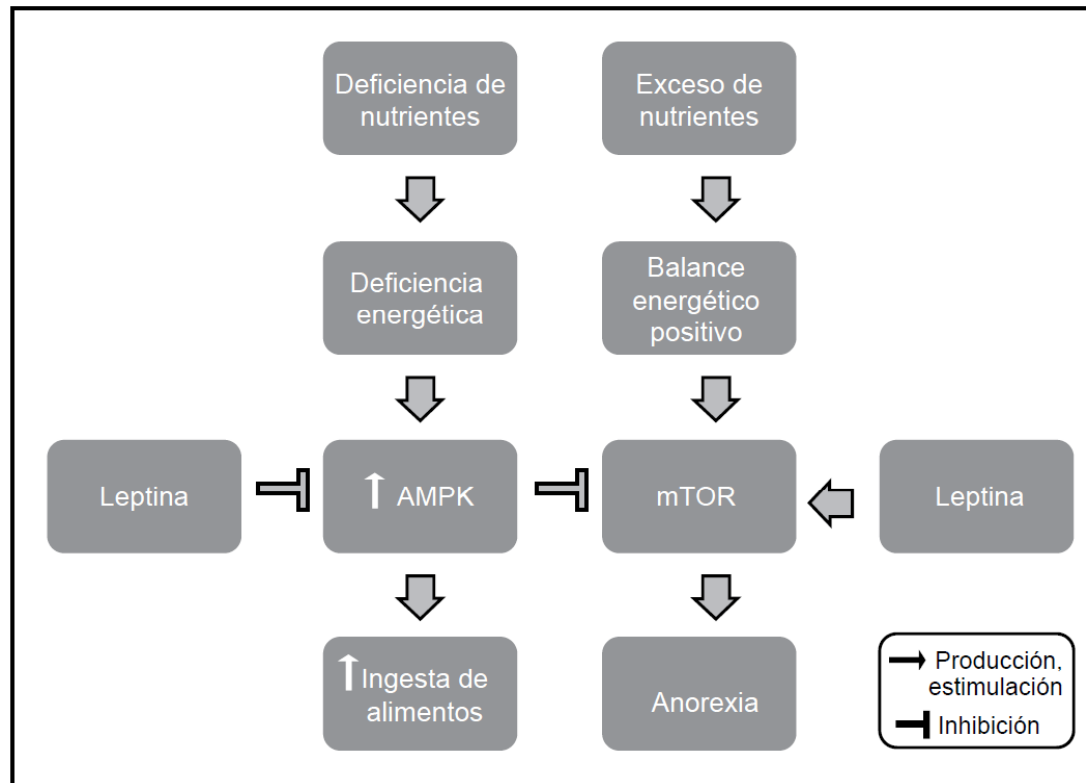 Deficiencia de
nutrientes
Exceso de
nutrientes
Deficiencia
energética
Balance
energético
positivo
Leptina
↑ AMPK
mTOR
Leptina
↑ Ingesta de
alimentos
Anorexia
Producción,
estimulación
Inhibición